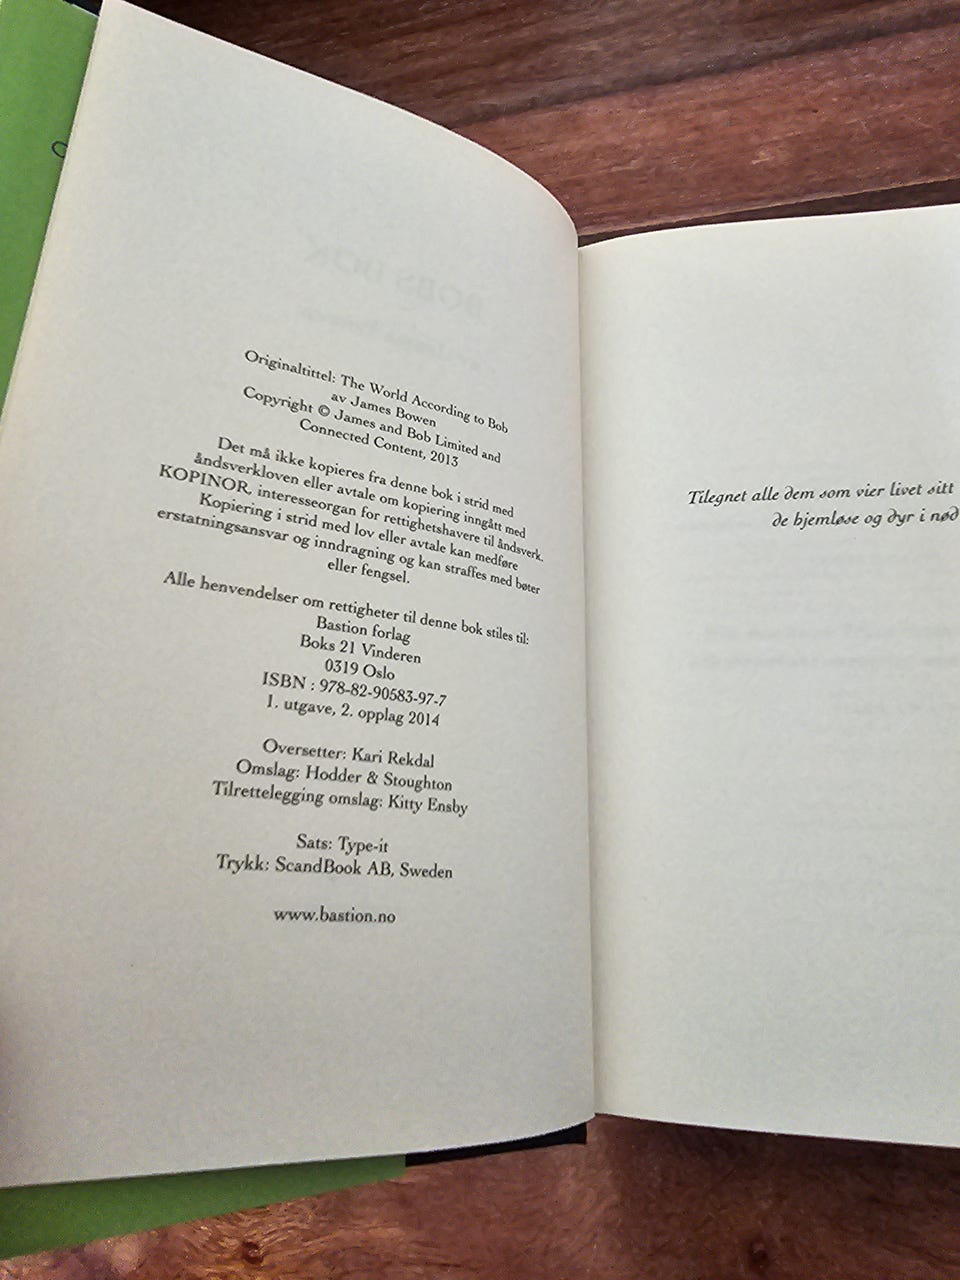 Originaltittel: The World According to Bob
av James Bowen
Copyright © James and Bob Limited and
Connected Content, 2013
Det må ikke kopieres fra denne bok i strid med
åndsverkloven eller avtale om kopiering inngått med
KOPINOR, interesseorgan for rettighetshavere til åndsverk.
Kopiering i strid med lov eller avtale kan medføre
erstatningsansvar og inndragning og kan straffes med bøter
eller fengsel.
Alle henvendelser om rettigheter til denne bok stiles til:
Bastion forlag
Boks 21 Vinderen
0319 Oslo
ISBN : 978-82-90583-97-7
1. utgave, 2. opplag 2014
Oversetter: Kari Rekdal
Omslag: Hodder & Stoughton
Tilrettelegging omslag: Kitty Ensby
Sats: Type-it
Trykk: ScandBook AB, Sweden
www.bastion.no
Tilegnet alle dem som vier livet sitt
de hjemløse og dyr i nød